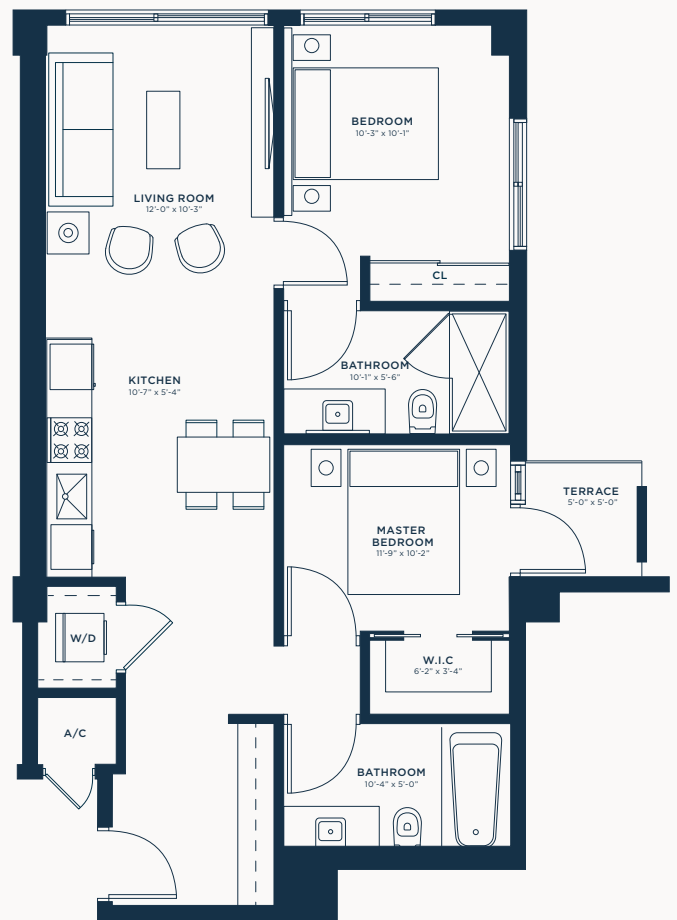 BEDROOM
10'-3" x 10'-1"
LIVING ROOM
12'-0" x 10'-3"
CL
BATHROOM
10'-1" x 5'-6"
KITCHEN
10'-7" x 5'-4"
TERRACE
5'-0" x 5'-0"
MASTER
BEDROOM
11'-9" x 10'-2"
W/D
W.I.C
6'-2" x 3'-4"
A/C
BATHROOM
10'-4" x 5'-0"